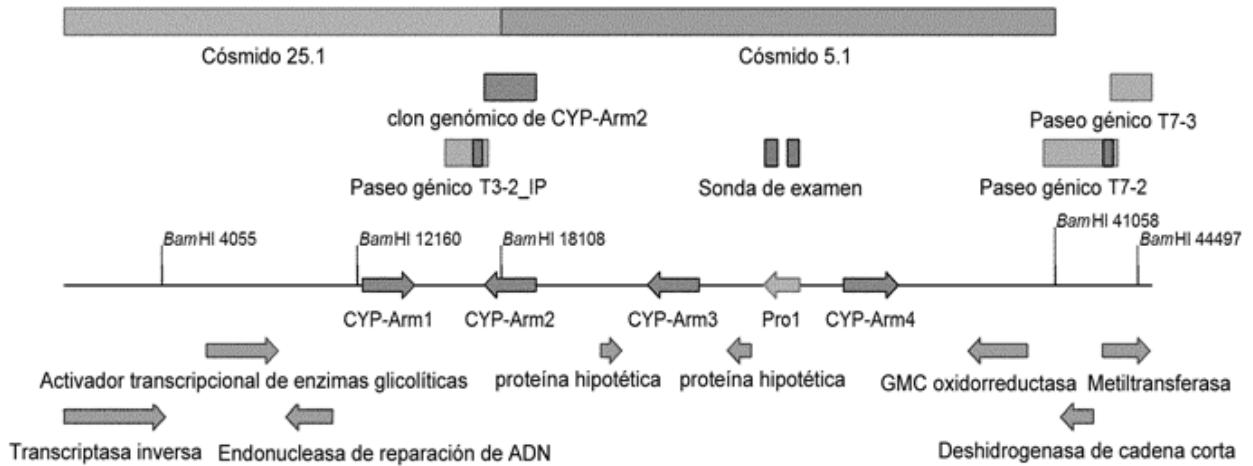 Cósmido 25.1
Cósmido 5.1
clon genómico de CYP-Arm2
Paseo génico T7-3
Paseo génico T3-2_IP
Sonda de examen
Paseo génico T7-2
BamHI 4055
BamHI 12160
BamHI 18108
BamHI 41058
BamHI 44497
CYP-Arm1
CYP-Arm2
CYP-Arm3
Pro1
CYP-Arm4
Activador transcripcional de enzimas glicolíticas
proteína hipotética
proteína hipotética
GMC oxidorreductasa
Metiltransferasa
Transcriptasa inversa
Endonucleasa de reparación de ADN
Deshidrogenasa de cadena corta